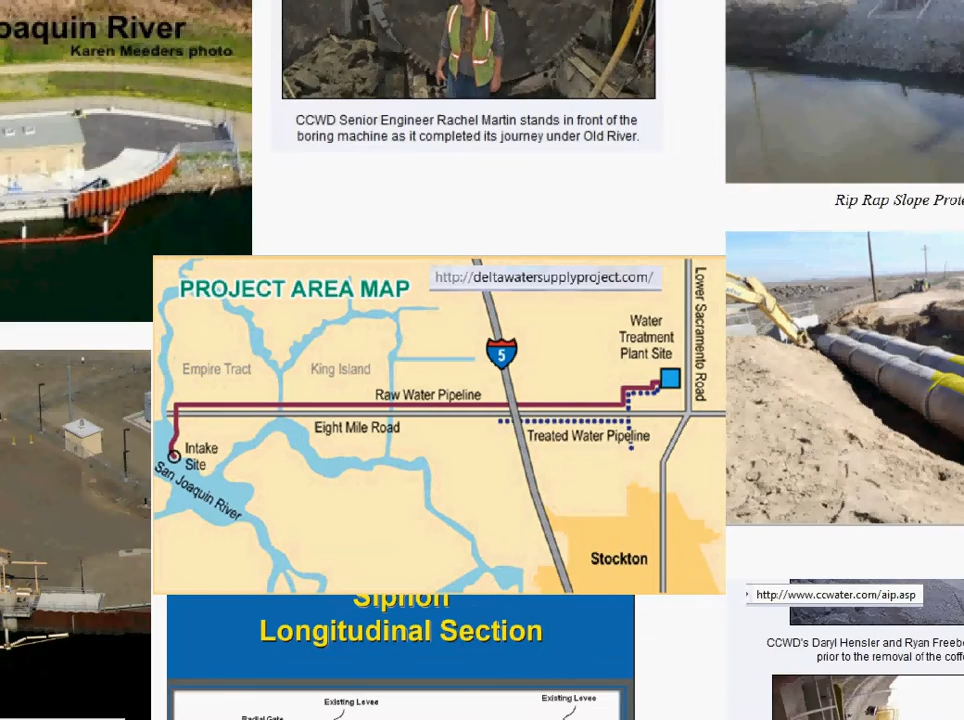 oaquin River
Karen Meeders photo
CCWD Senior Engineer Rachel Martin stands in front of the
boring machine as it completed its journey under Old River.
Rip Rap Slope Prote
PROJECT AREA MAP
http://deltawatersupplyproject.com/
Lower Sacramento Road
Water
Treatment
Plant Site
5
Empire Tract
King Island
Raw Water Pipeline
Eight Mile Road
Treated Water Pipeline
Intake
Site
San Joaquin River
Stockton
Siphon
Longitudinal Section
Existing Levee
Existing Levee
Radial Gate
http://www.ccwater.com/aip.asp
CCWD's Daryl Hensler and Ryan Freebo
prior to the removal of the coffe